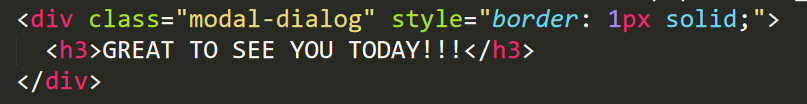 <div class="modal-dialog" style="border: 1px solid;">
  <h3>GREAT TO SEE YOU TODAY!!!</h3>
</div>